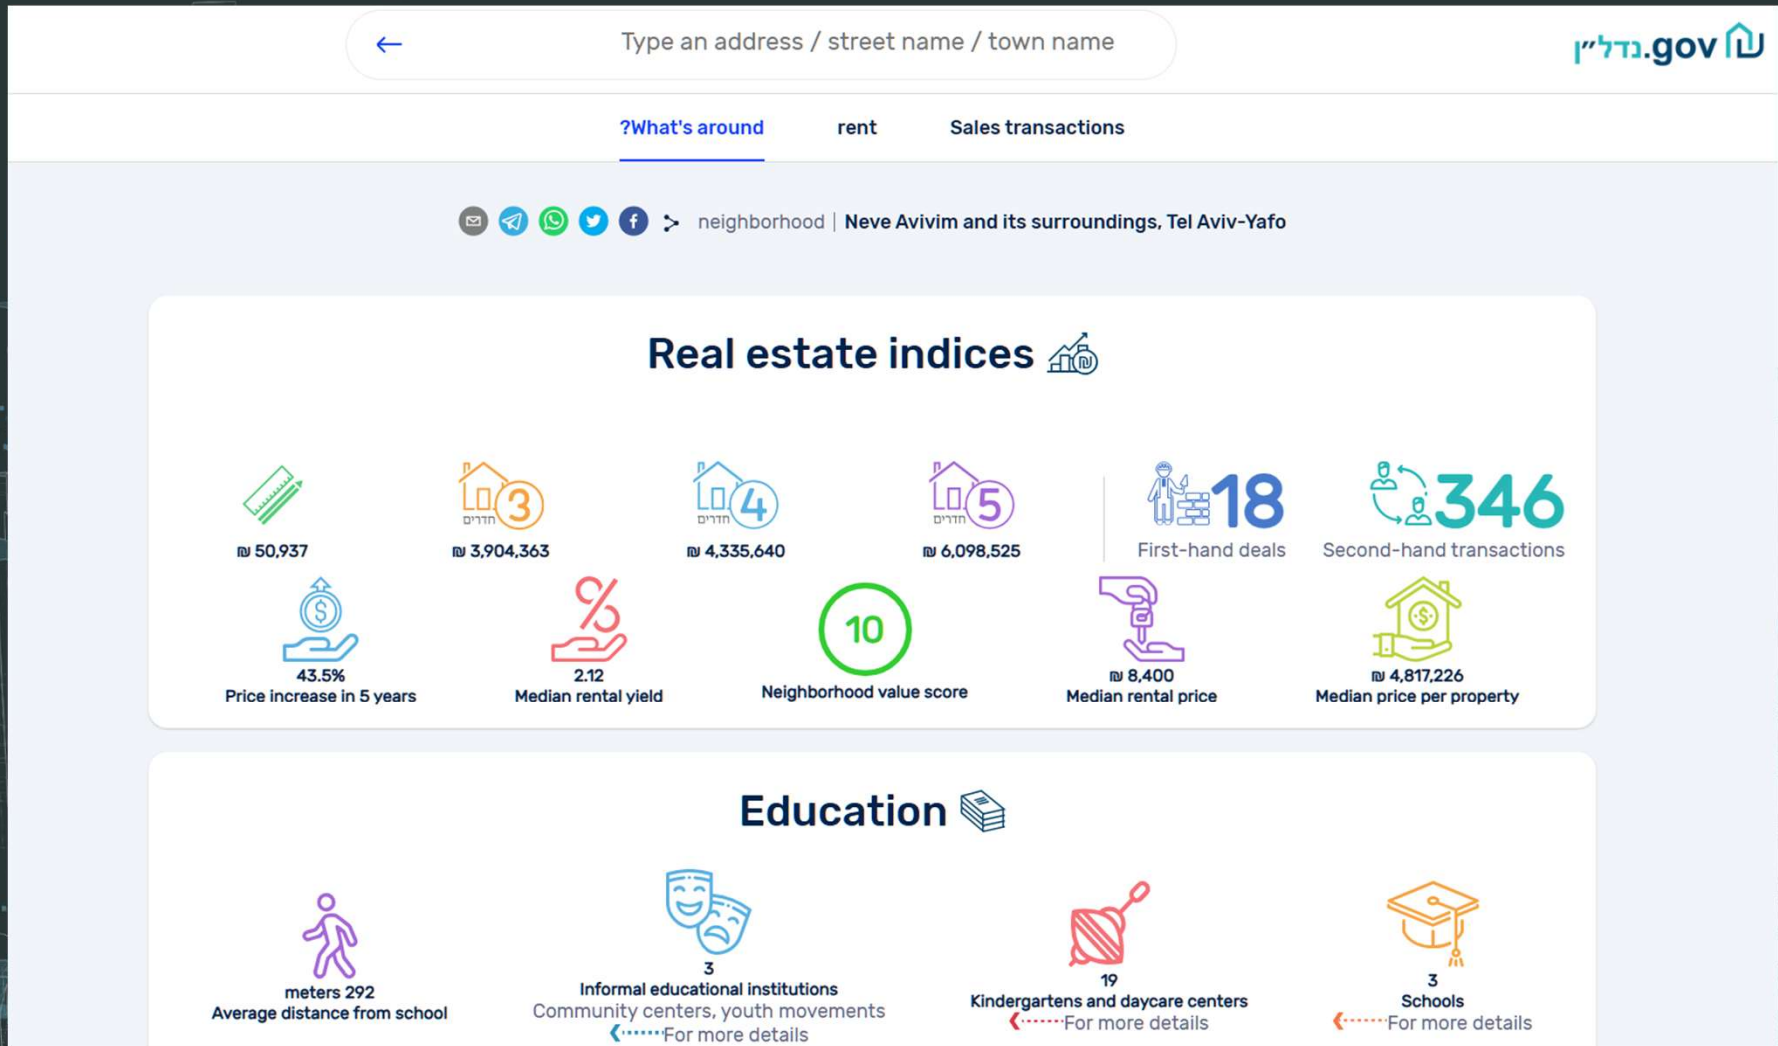 Type an address / street name / town name
gov.נדל״ן
?What's around
rent
Sales transactions
neighborhood | Neve Avivim and its surroundings, Tel Aviv-Yafo
Real estate indices
3
חדרים
4
חדרים
5
חדרים
18
346
₪ 50,937
₪ 3,904,363
₪ 4,335,640
₪ 6,098,525
First-hand deals
Second-hand transactions
43.5%
Price increase in 5 years
2.12
Median rental yield
10
Neighborhood value score
₪ 8,400
Median rental price
₪ 4,817,226
Median price per property
Education
meters 292
Average distance from school
3
Informal educational institutions
Community centers, youth movements
For more details
19
Kindergartens and daycare centers
For more details
3
Schools
For more details